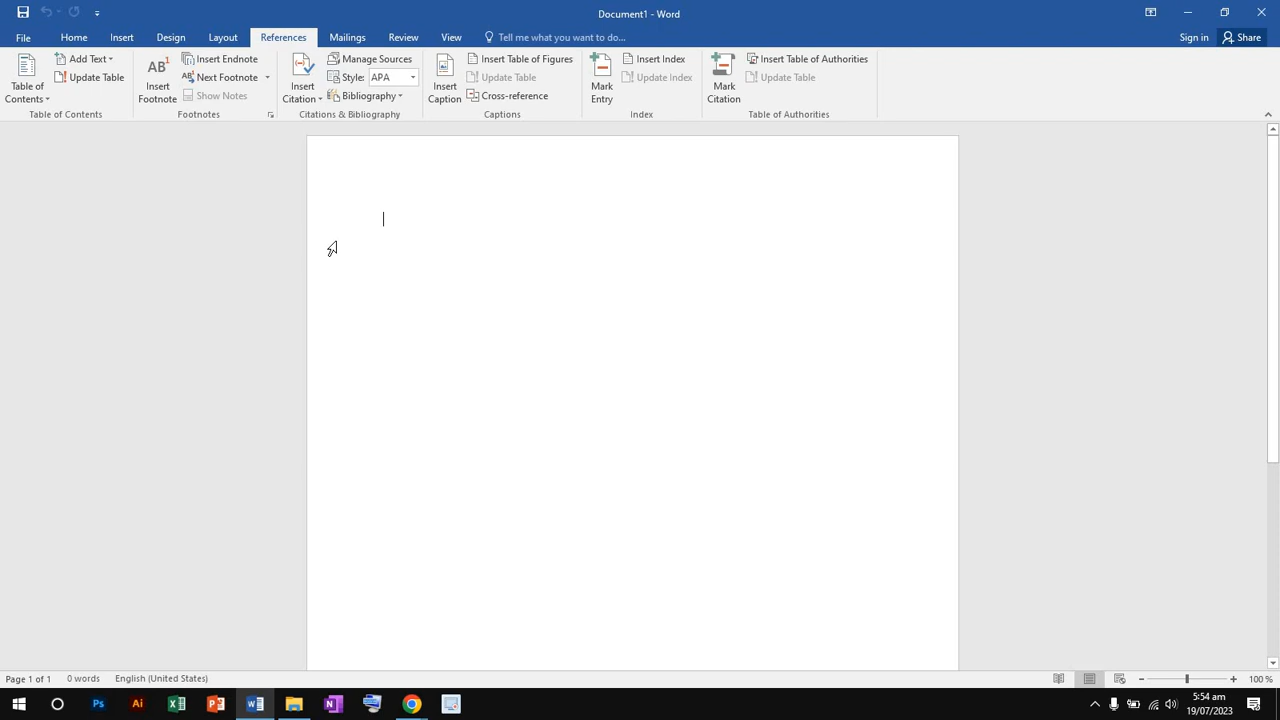 Document1 - Word
File Home Insert Design Layout References Mailings Review View Tell me what you want to do... Sign in Share
Table of Contents
Add Text
Update Table
Table of Contents
AB1
Insert Footnote
Insert Endnote
AB1 Next Footnote
Show Notes
Footnotes
Insert Citation
Manage Sources
Style: APA
Bibliography
Citations & Bibliography
Insert Caption
Insert Table of Figures
Update Table
Cross-reference
Captions
Mark Entry
Insert Index
Update Index
Index
Mark Citation
Insert Table of Authorities
Update Table
Table of Authorities
Page 1 of 1 0 words English (United States) 100 %
Ps Ai
5:54 am
19/07/2023